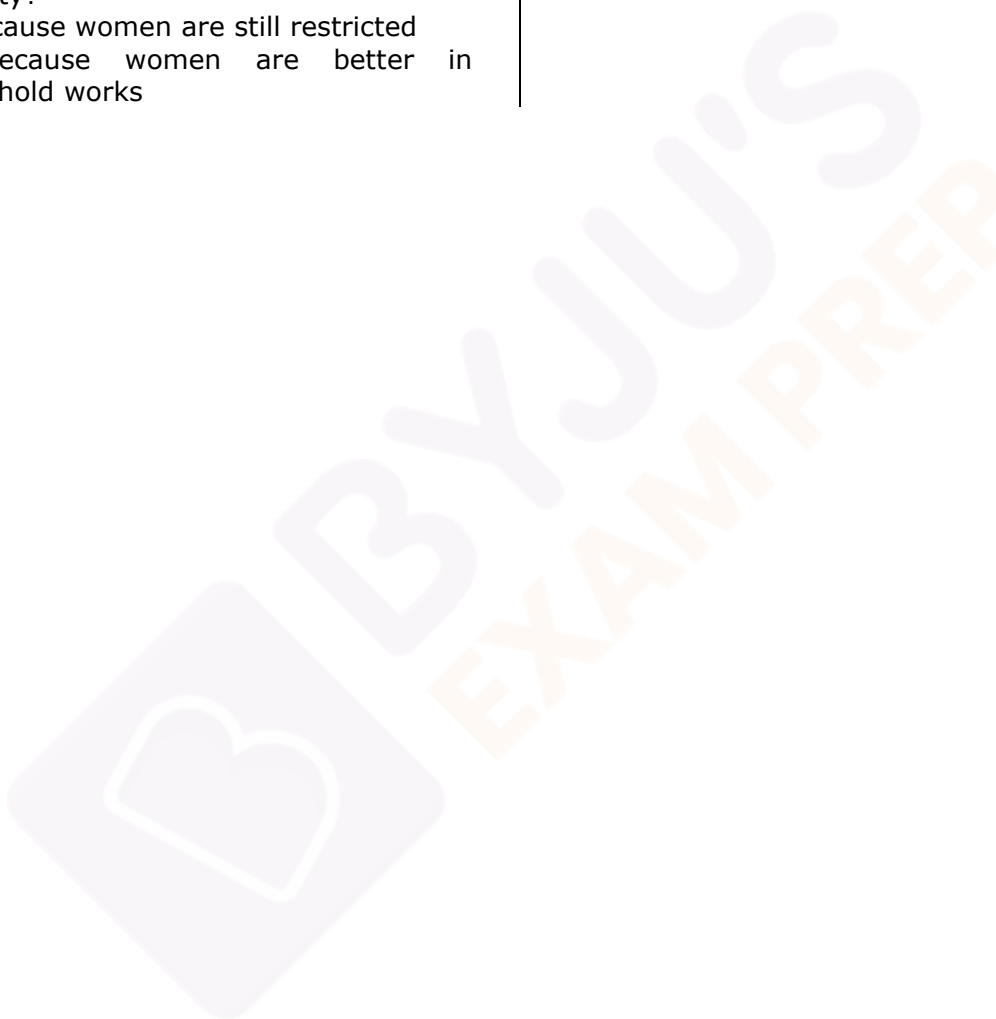 ty?
cause women are still restricted
ecause women are better in
hold works
BYJU'S
EXAM PREP